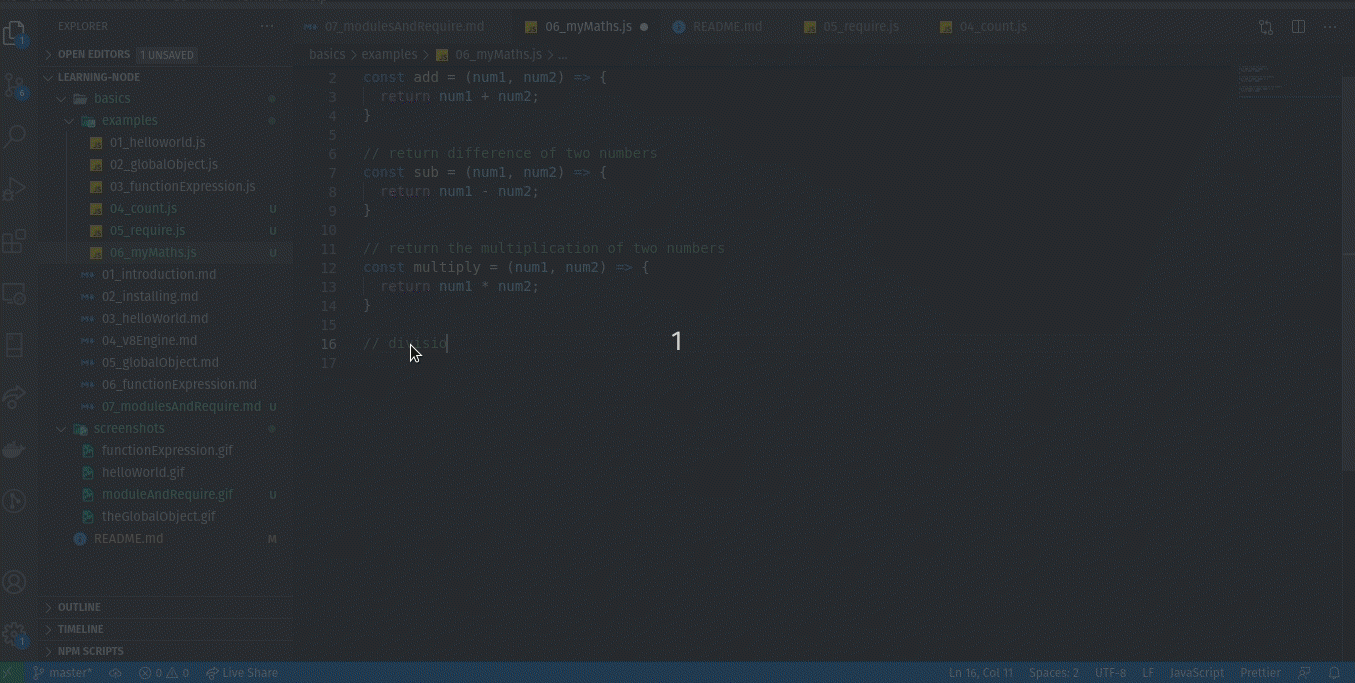 EXPLORER
07_modulesAndRequire.md
06_myMaths.js
README.md
05_require.js
04_count.js
1
OPEN EDITORS 1 UNSAVED
basics > examples > 06_myMaths.js > ...
LEARNING-NODE
basics
examples
01_helloworld.js
02_globalObject.js
03_functionExpression.js
04_count.js U
05_require.js U
06_myMaths.js U
01_introduction.md
02_installing.md
03_helloWorld.md
04_v8Engine.md
05_globalObject.md
06_functionExpression.md
07_modulesAndRequire.md U
screenshots
functionExpression.gif
helloWorld.gif
moduleAndRequire.gif U
theGlobalObject.gif
README.md M
OUTLINE
TIMELINE
NPM SCRIPTS
6
1
2 const add = (num1, num2) => {
3 return num1 + num2;
4 }
5
6 // return difference of two numbers
7 const sub = (num1, num2) => {
8 return num1 - num2;
9 }
10
11 // return the multiplication of two numbers
12 const multiply = (num1, num2) => {
13 return num1 * num2;
14 }
15
16 // divisio
17
1
master* 0 0 Live Share
Ln 16, Col 11 Spaces: 2 UTF-8 LF JavaScript Prettier